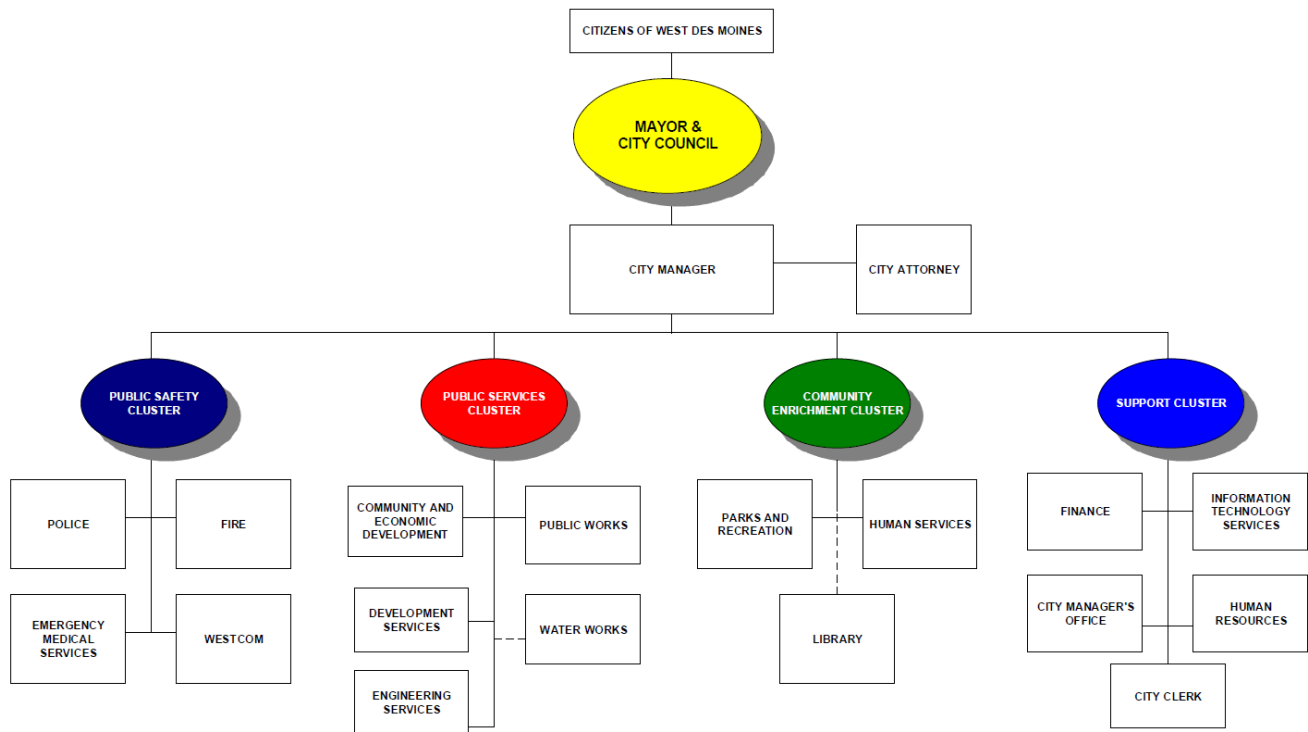 CITIZENS OF WEST DES MOINES
MAYOR &
CITY COUNCIL
CITY MANAGER
CITY ATTORNEY
PUBLIC SAFETY
CLUSTER
PUBLIC SERVICES
CLUSTER
COMMUNITY
ENRICHMENT CLUSTER
SUPPORT CLUSTER
POLICE
FIRE
EMERGENCY
MEDICAL
SERVICES
WESTCOM
COMMUNITY AND
ECONOMIC
DEVELOPMENT
PUBLIC WORKS
DEVELOPMENT
SERVICES
WATER WORKS
ENGINEERING
SERVICES
PARKS AND
RECREATION
HUMAN SERVICES
LIBRARY
FINANCE
INFORMATION
TECHNOLOGY
SERVICES
CITY MANAGER'S
OFFICE
HUMAN
RESOURCES
CITY CLERK